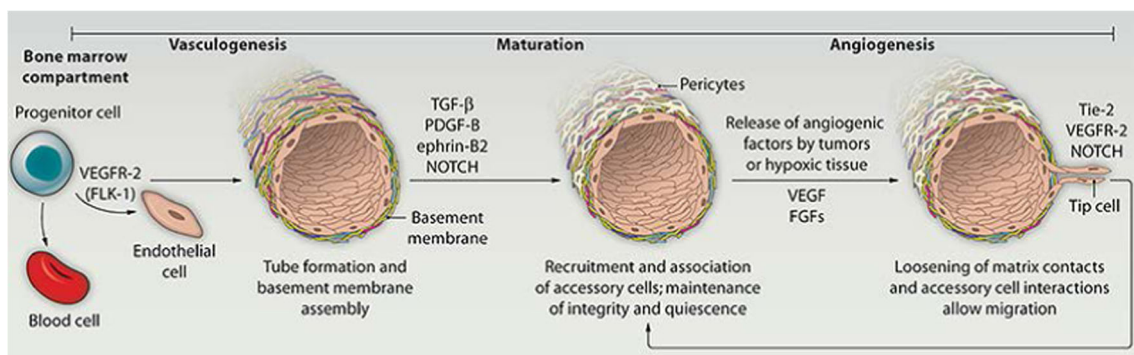 Vasculogenesis
Maturation
Angiogenesis
Bone marrow
compartment
Progenitor cell
VEGFR-2
(FLK-1)
Endothelial
cell
Blood cell
Basement
membrane
Tube formation and
basement membrane
assembly
TGF-β
PDGF-B
ephrin-B2
NOTCH
Pericytes
Recruitment and association
of accessory cells; maintenance
of integrity and quiescence
Release of angiogenic
factors by tumors
or hypoxic tissue
VEGF
FGFs
Tie-2
VEGFR-2
NOTCH
Tip cell
Loosening of matrix contacts
and accessory cell interactions
allow migration